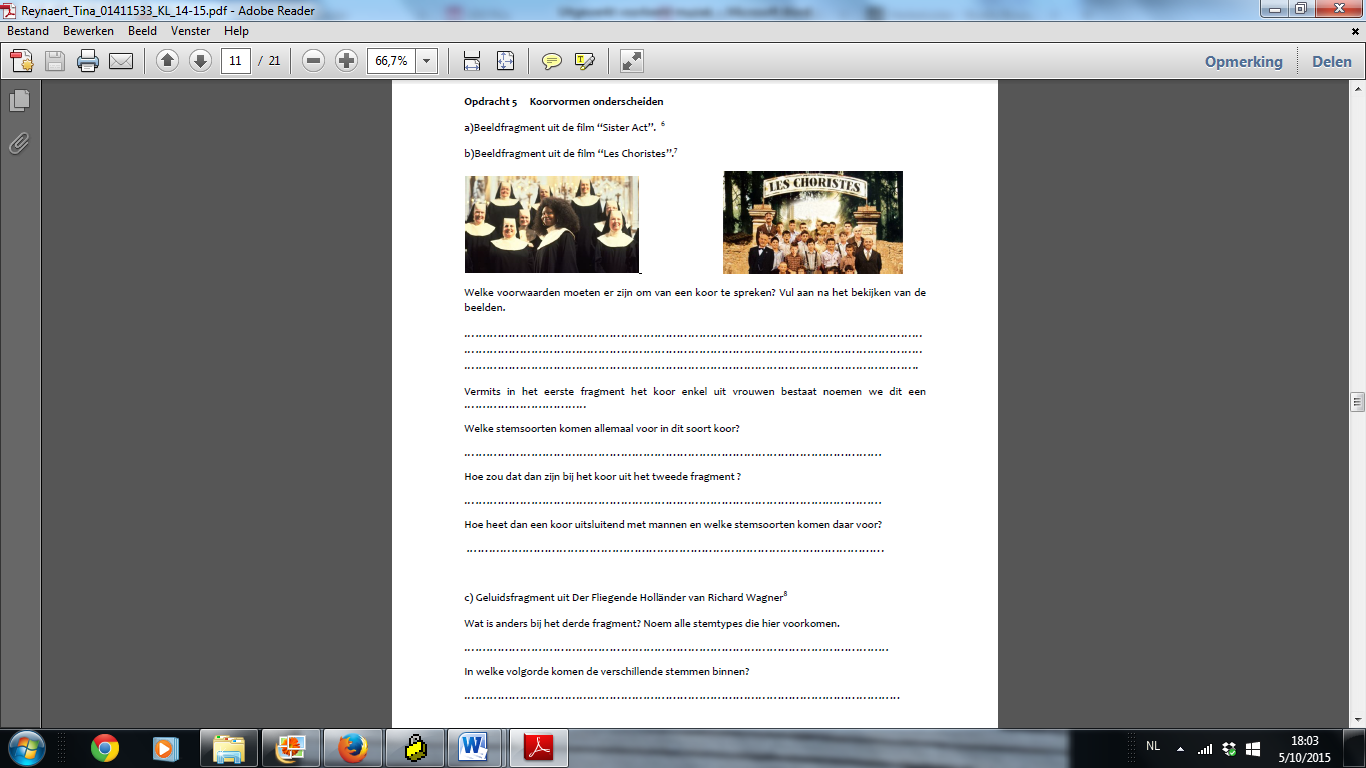 Reynaert_Tina_01411533_KL_14-15.pdf - Adobe Reader
Bestand Bewerken Beeld Venster Help
11 / 21 66,7% Opmerking Delen
Opdracht 5 Koorvormen onderscheiden
a)Beeldfragment uit de film “Sister Act”. 6
b)Beeldfragment uit de film “Les Choristes”.7
LES CHORISTES
Welke voorwaarden moeten er zijn om van een koor te spreken? Vul aan na het bekijken van de
beelden.
................................................................................
................................................................................
................................................................................
Vermits in het eerste fragment het koor enkel uit vrouwen bestaat noemen we dit een
.................................
Welke stemsoorten komen allemaal voor in dit soort koor?
................................................................................
Hoe zou dat dan zijn bij het koor uit het tweede fragment ?
................................................................................
Hoe heet dan een koor uitsluitend met mannen en welke stemsoorten komen daar voor?
................................................................................
c) Geluidsfragment uit Der Fliegende Holländer van Richard Wagner8
Wat is anders bij het derde fragment? Noem alle stemtypes die hier voorkomen.
................................................................................
In welke volgorde komen de verschillende stemmen binnen?
................................................................................
NL 18:03
5/10/2015